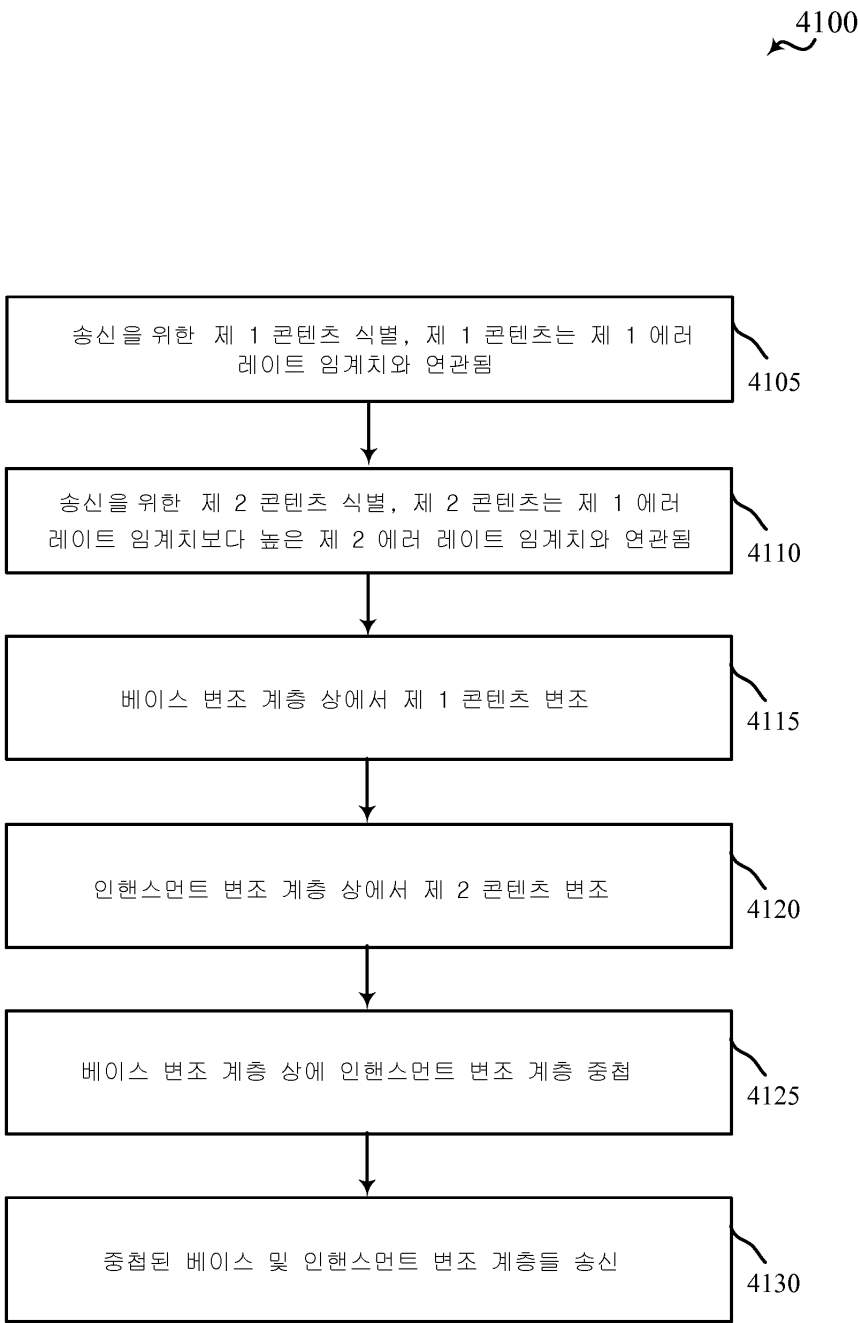 4100
송신을 위한 제 1 콘텐츠 식별, 제 1 콘텐츠는 제 1 에러
레이트 임계치와 연관됨
4105
송신을 위한 제 2 콘텐츠 식별, 제 2 콘텐츠는 제 1 에러
레이트 임계치보다 높은 제 2 에러 레이트 임계치와 연관됨
4110
베이스 변조 계층 상에서 제 1 콘텐츠 변조
4115
인핸스먼트 변조 계층 상에서 제 2 콘텐츠 변조
4120
베이스 변조 계층 상에 인핸스먼트 변조 계층 중첩
4125
중첩된 베이스 및 인핸스먼트 변조 계층들 송신
4130